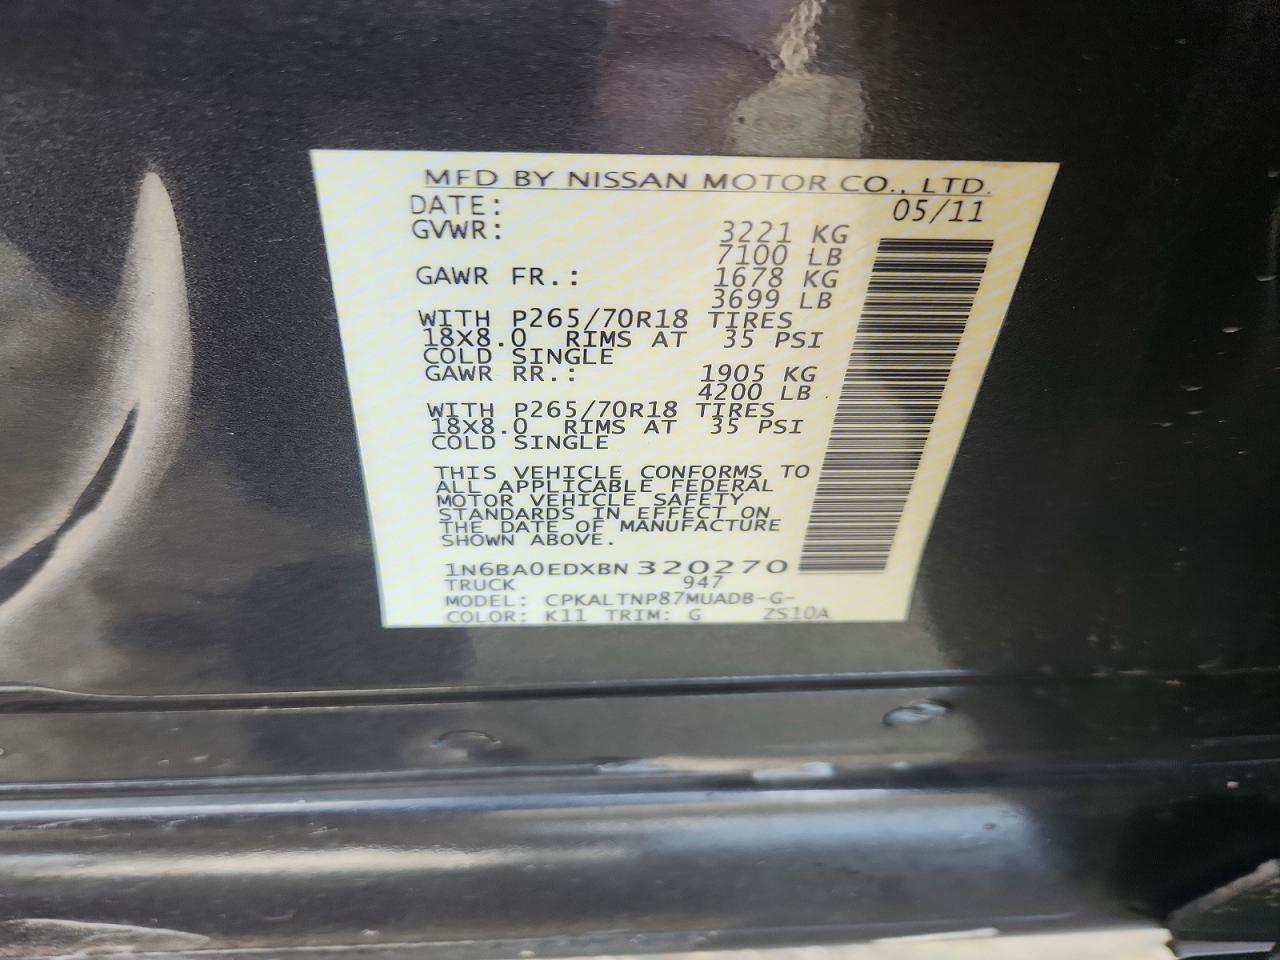 MFD BY NISSAN MOTOR CO., LTD.
DATE: 05/11
GVWR: 3221 KG
7100 LB
GAWR FR.: 1678 KG
3699 LB
WITH P265/70R18 TIRES
18X8.0 RIMS AT 35 PSI
COLD SINGLE
GAWR RR.: 1905 KG
4200 LB
WITH P265/70R18 TIRES
18X8.0 RIMS AT 35 PSI
COLD SINGLE
THIS VEHICLE CONFORMS TO
ALL APPLICABLE FEDERAL
MOTOR VEHICLE SAFETY
STANDARDS IN EFFECT ON
THE DATE OF MANUFACTURE
SHOWN ABOVE.
1N6BA0EDXBN320270
TRUCK 947
MODEL: CPKALTNP87MUADB-G-
COLOR: K11 TRIM: G ZS10A